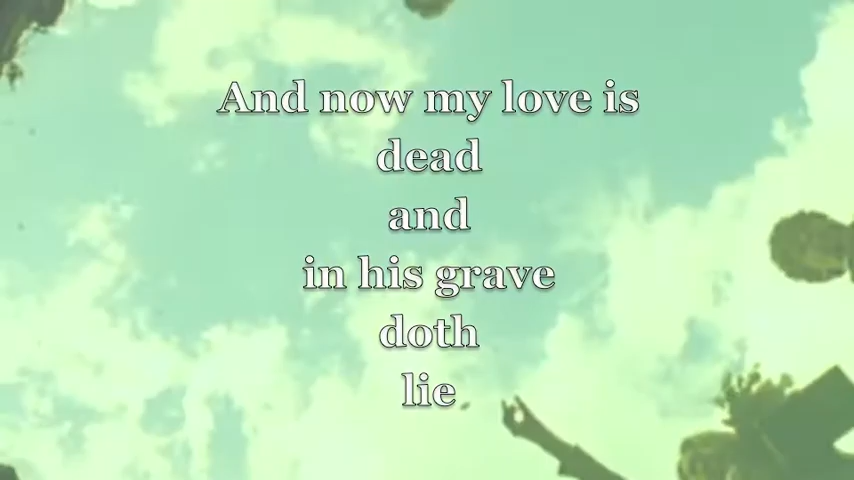 And now my love is
dead
and
in his grave
doth
lie